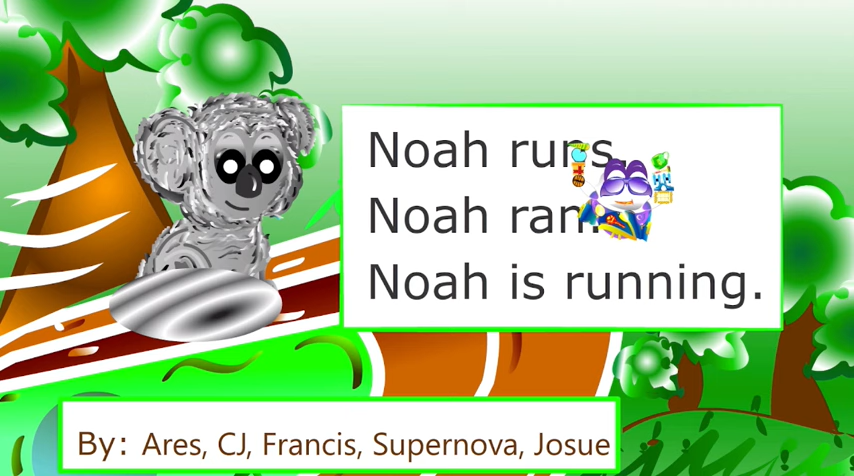 Noah runs.
Noah ran.
Noah is running.
By: Ares, CJ, Francis, Supernova, Josue